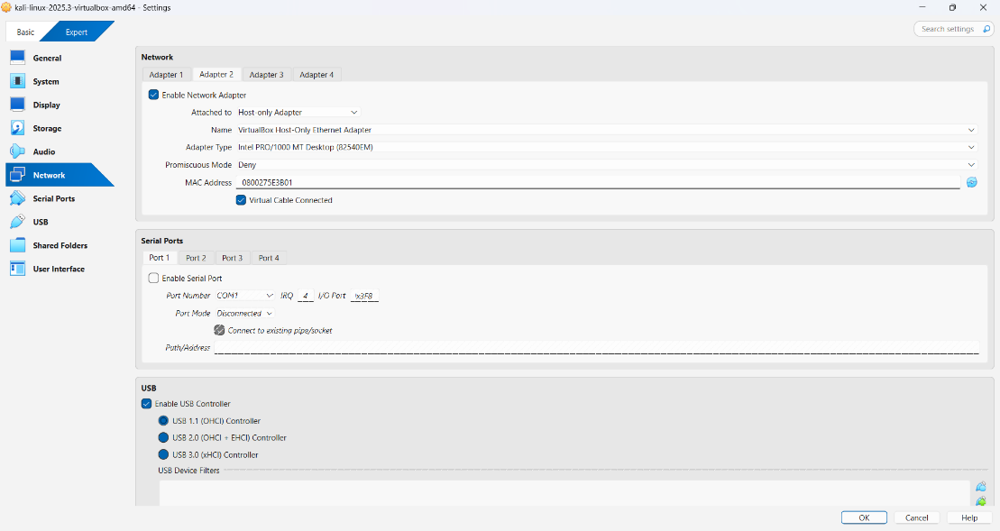 kali-linux-2025.3-virtualbox-amd64 - Settings
Basic Expert Search settings
General
System
Display
Storage
Audio
Network
Serial Ports
USB
Shared Folders
User Interface
Network
Adapter 1 Adapter 2 Adapter 3 Adapter 4
Enable Network Adapter
Attached to Host-only Adapter
Name VirtualBox Host-Only Ethernet Adapter
Adapter Type Intel PRO/1000 MT Desktop (82540EM)
Promiscuous Mode Deny
MAC Address 0800275E3B01
Virtual Cable Connected
Serial Ports
Port 1 Port 2 Port 3 Port 4
Enable Serial Port
Port Number COM1 IRQ 4 I/O Port 0x3F8
Port Mode Disconnected
Connect to existing pipe/socket
Path/Address
USB
Enable USB Controller
USB 1.1 (OHCI) Controller
USB 2.0 (OHCI + EHCI) Controller
USB 3.0 (xHCI) Controller
USB Device Filters
OK Cancel Help